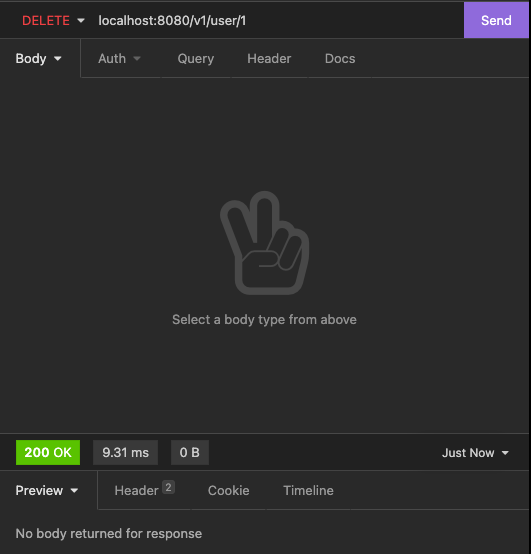 DELETE localhost:8080/v1/user/1 Send
Body Auth Query Header Docs
Select a body type from above
200 OK 9.31 ms 0 B Just Now
Preview Header 2 Cookie Timeline
No body returned for response